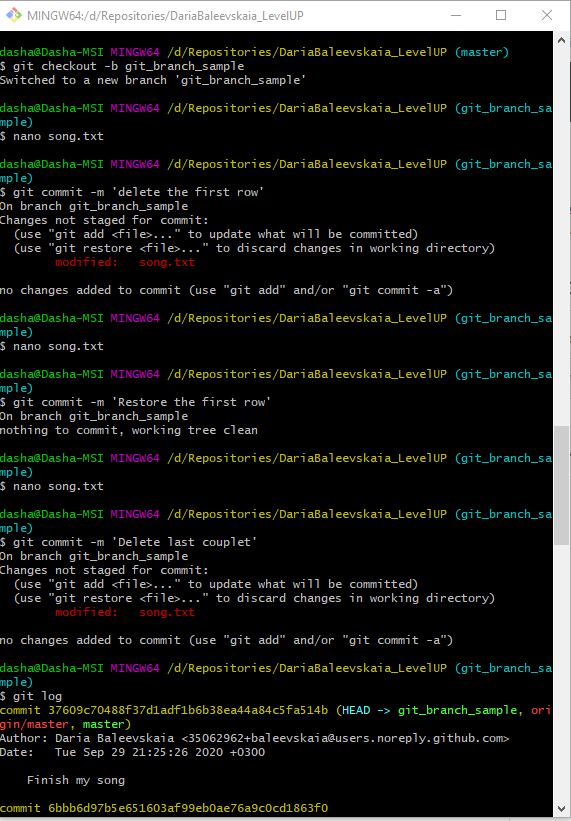 MINGW64:/d/Repositories/DariaBaleevskaia_LevelUP
dasha@Dasha-MSI MINGW64 /d/Repositories/DariaBaleevskaia_LevelUP (master)
$ git checkout -b git_branch_sample
Switched to a new branch 'git_branch_sample'
dasha@Dasha-MSI MINGW64 /d/Repositories/DariaBaleevskaia_LevelUP (git_branch_sa
mple)
$ nano song.txt
dasha@Dasha-MSI MINGW64 /d/Repositories/DariaBaleevskaia_LevelUP (git_branch_sa
mple)
$ git commit -m 'delete the first row'
On branch git_branch_sample
Changes not staged for commit:
  (use "git add <file>..." to update what will be committed)
  (use "git restore <file>..." to discard changes in working directory)
        modified:   song.txt
no changes added to commit (use "git add" and/or "git commit -a")
dasha@Dasha-MSI MINGW64 /d/Repositories/DariaBaleevskaia_LevelUP (git_branch_sa
mple)
$ nano song.txt
dasha@Dasha-MSI MINGW64 /d/Repositories/DariaBaleevskaia_LevelUP (git_branch_sa
mple)
$ git commit -m 'Restore the first row'
On branch git_branch_sample
nothing to commit, working tree clean
dasha@Dasha-MSI MINGW64 /d/Repositories/DariaBaleevskaia_LevelUP (git_branch_sa
mple)
$ nano song.txt
dasha@Dasha-MSI MINGW64 /d/Repositories/DariaBaleevskaia_LevelUP (git_branch_sa
mple)
$ git commit -m 'Delete last couplet'
On branch git_branch_sample
Changes not staged for commit:
  (use "git add <file>..." to update what will be committed)
  (use "git restore <file>..." to discard changes in working directory)
        modified:   song.txt
no changes added to commit (use "git add" and/or "git commit -a")
dasha@Dasha-MSI MINGW64 /d/Repositories/DariaBaleevskaia_LevelUP (git_branch_sa
mple)
$ git log
commit 37609c70488f37d1adf1b6b38ea44a84c5fa514b (HEAD -> git_branch_sample, ori
gin/master, master)
Author: Daria Baleevskaia <35062962+baleevskaia@users.noreply.github.com>
Date:   Tue Sep 29 21:25:26 2020 +0300
    Finish my song
commit 6bbb6d97b5e651603af99eb0ae76a9c0cd1863f0